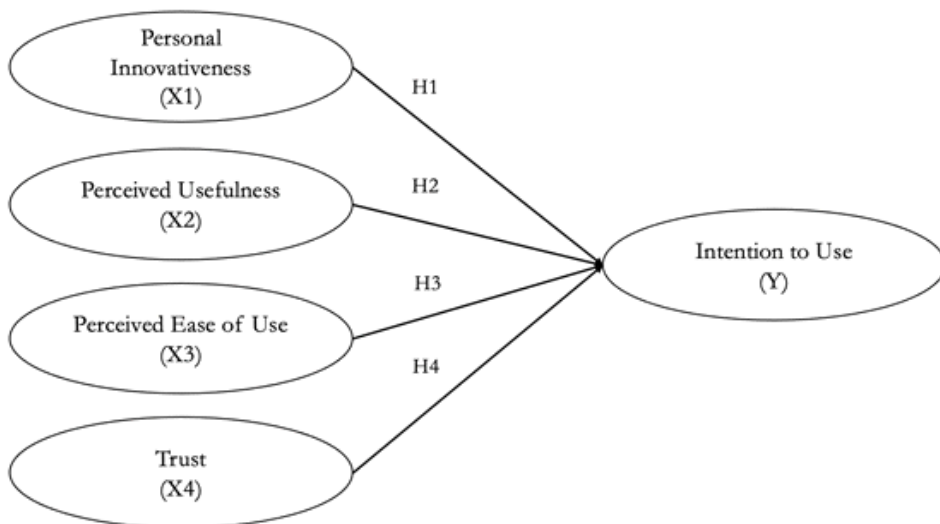 Personal
Innovativeness
(X1)
H1
Perceived Usefulness
(X2)
H2
Intention to Use
(Y)
Perceived Ease of Use
(X3)
H3
Trust
(X4)
H4